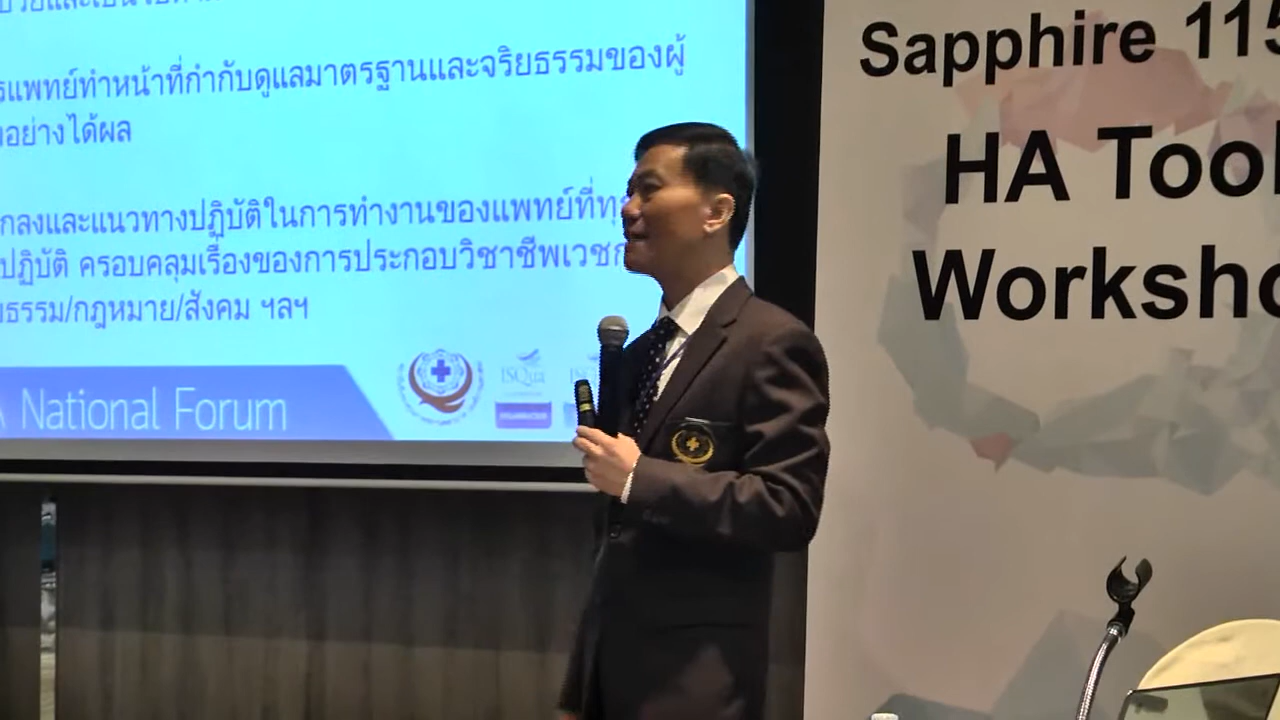 รแพทย์ทำหน้าที่กำกับดูแลมาตรฐานและจริยธรรมของผู้
อย่างได้ผล
กลงและแนวทางปฏิบัติในการทำงานของแพทย์ที่ทุ
ปฏิบัติ ครอบคลุมเรื่องของการประกอบวิชาชีพเวช
ธรรม/กฎหมาย/สังคม ฯลฯ
A National Forum
ISQua
Sapphire 115
HA Tool
Worksho